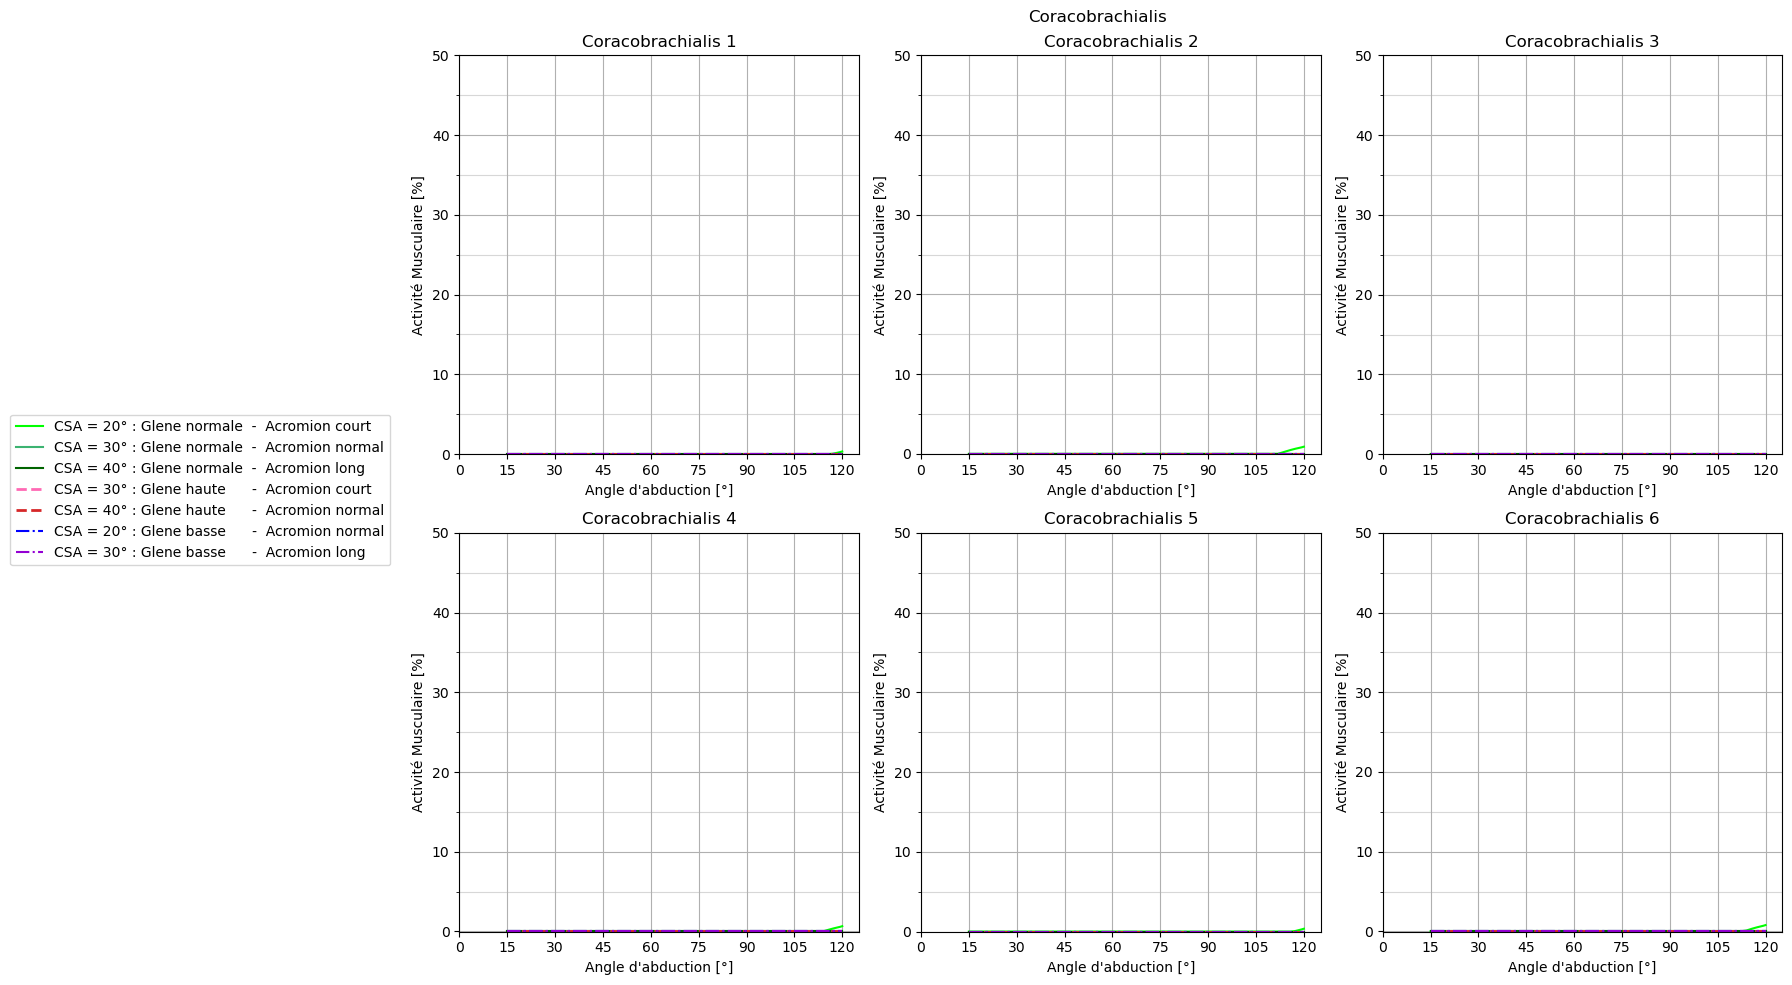 Coracobrachialis
Coracobrachialis 1
Coracobrachialis 2
Coracobrachialis 3
50
40
30
20
10
0
Activité Musculaire [%]
0 15 30 45 60 75 90 105 120
Angle d'abduction [°]
50
40
30
20
10
0
Activité Musculaire [%]
0 15 30 45 60 75 90 105 120
Angle d'abduction [°]
50
40
30
20
10
0
Activité Musculaire [%]
0 15 30 45 60 75 90 105 120
Angle d'abduction [°]
CSA = 20° : Glene normale - Acromion court
CSA = 30° : Glene normale - Acromion normal
CSA = 40° : Glene normale - Acromion long
CSA = 30° : Glene haute - Acromion court
CSA = 40° : Glene haute - Acromion normal
CSA = 20° : Glene basse - Acromion normal
CSA = 30° : Glene basse - Acromion long
Coracobrachialis 4
Coracobrachialis 5
Coracobrachialis 6
50
40
30
20
10
0
Activité Musculaire [%]
0 15 30 45 60 75 90 105 120
Angle d'abduction [°]
50
40
30
20
10
0
Activité Musculaire [%]
0 15 30 45 60 75 90 105 120
Angle d'abduction [°]
50
40
30
20
10
0
Activité Musculaire [%]
0 15 30 45 60 75 90 105 120
Angle d'abduction [°]